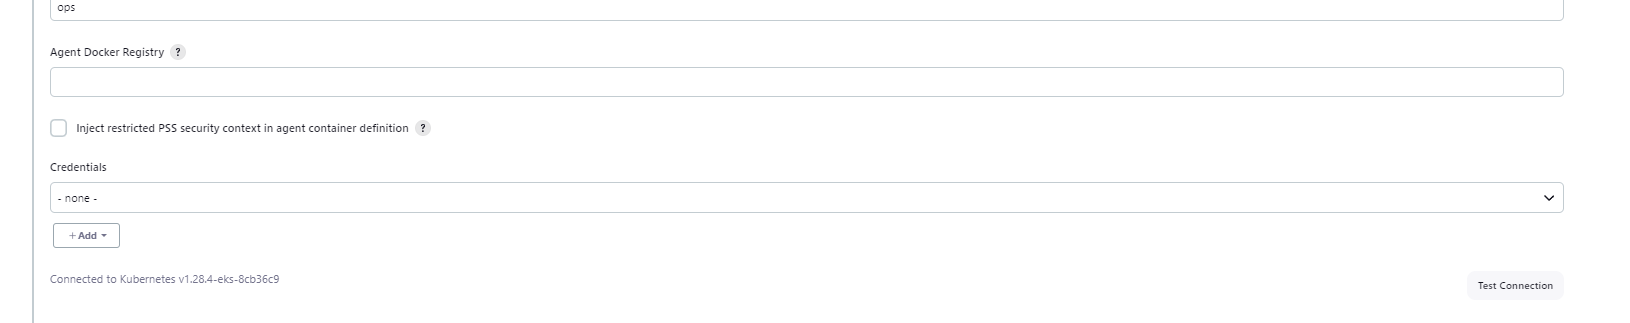 ops
Agent Docker Registry ?
Inject restricted PSS security context in agent container definition ?
Credentials
- none -
+ Add
Connected to Kubernetes v1.28.4-eks-8cb36c9
Test Connection